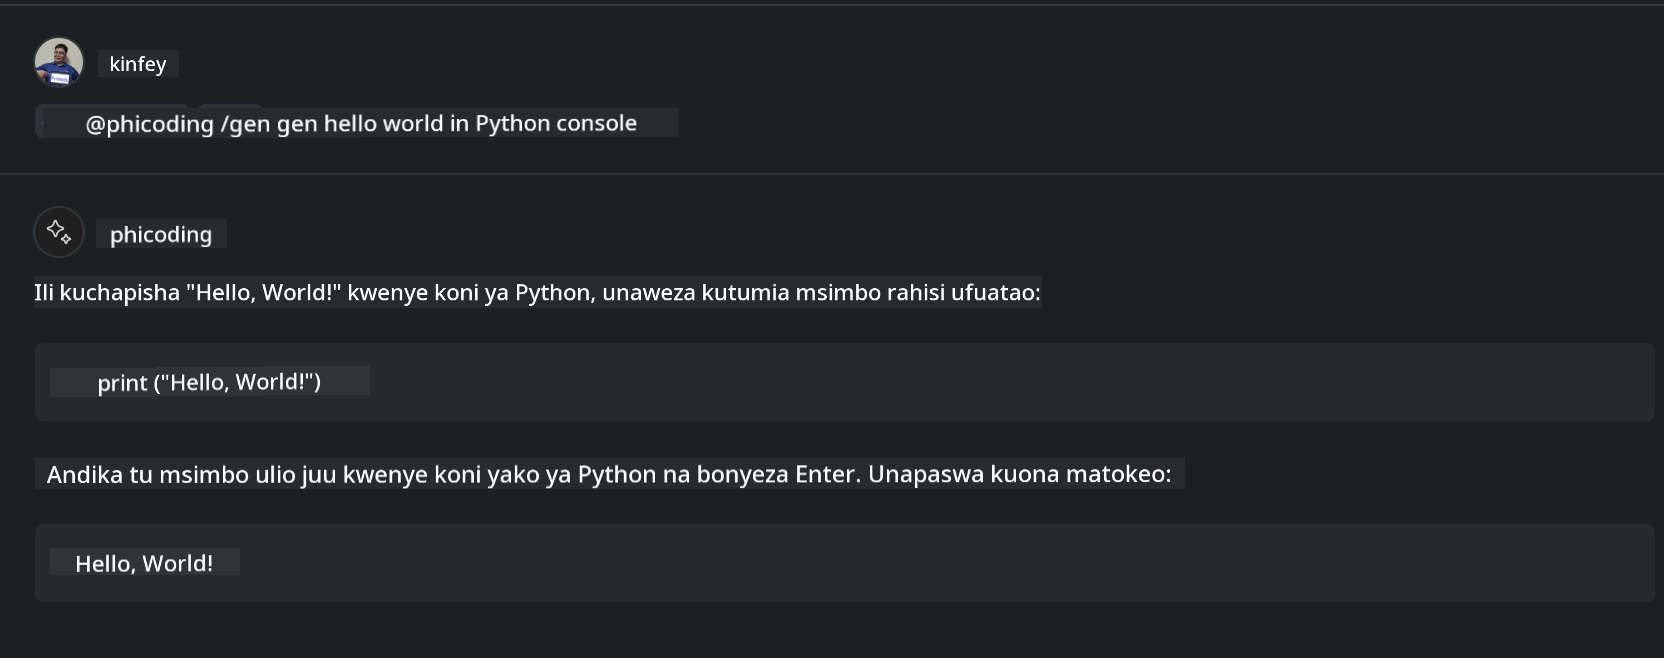 kinfey
@phicoding /gen gen hello world in Python console
phicoding
Ili kuchapisha "Hello, World!" kwenye koni ya Python, unaweza kutumia msimbo rahisi ufuatao:
print ("Hello, World!")
Andika tu msimbo ulio juu kwenye koni yako ya Python na bonyeza Enter. Unapaswa kuona matokeo:
Hello, World!